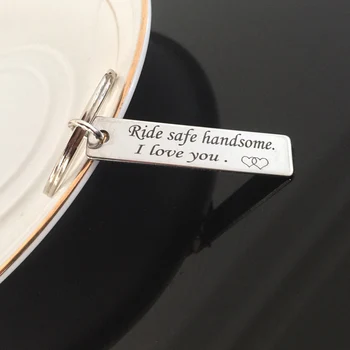 Ride safe handsome.
I love you .